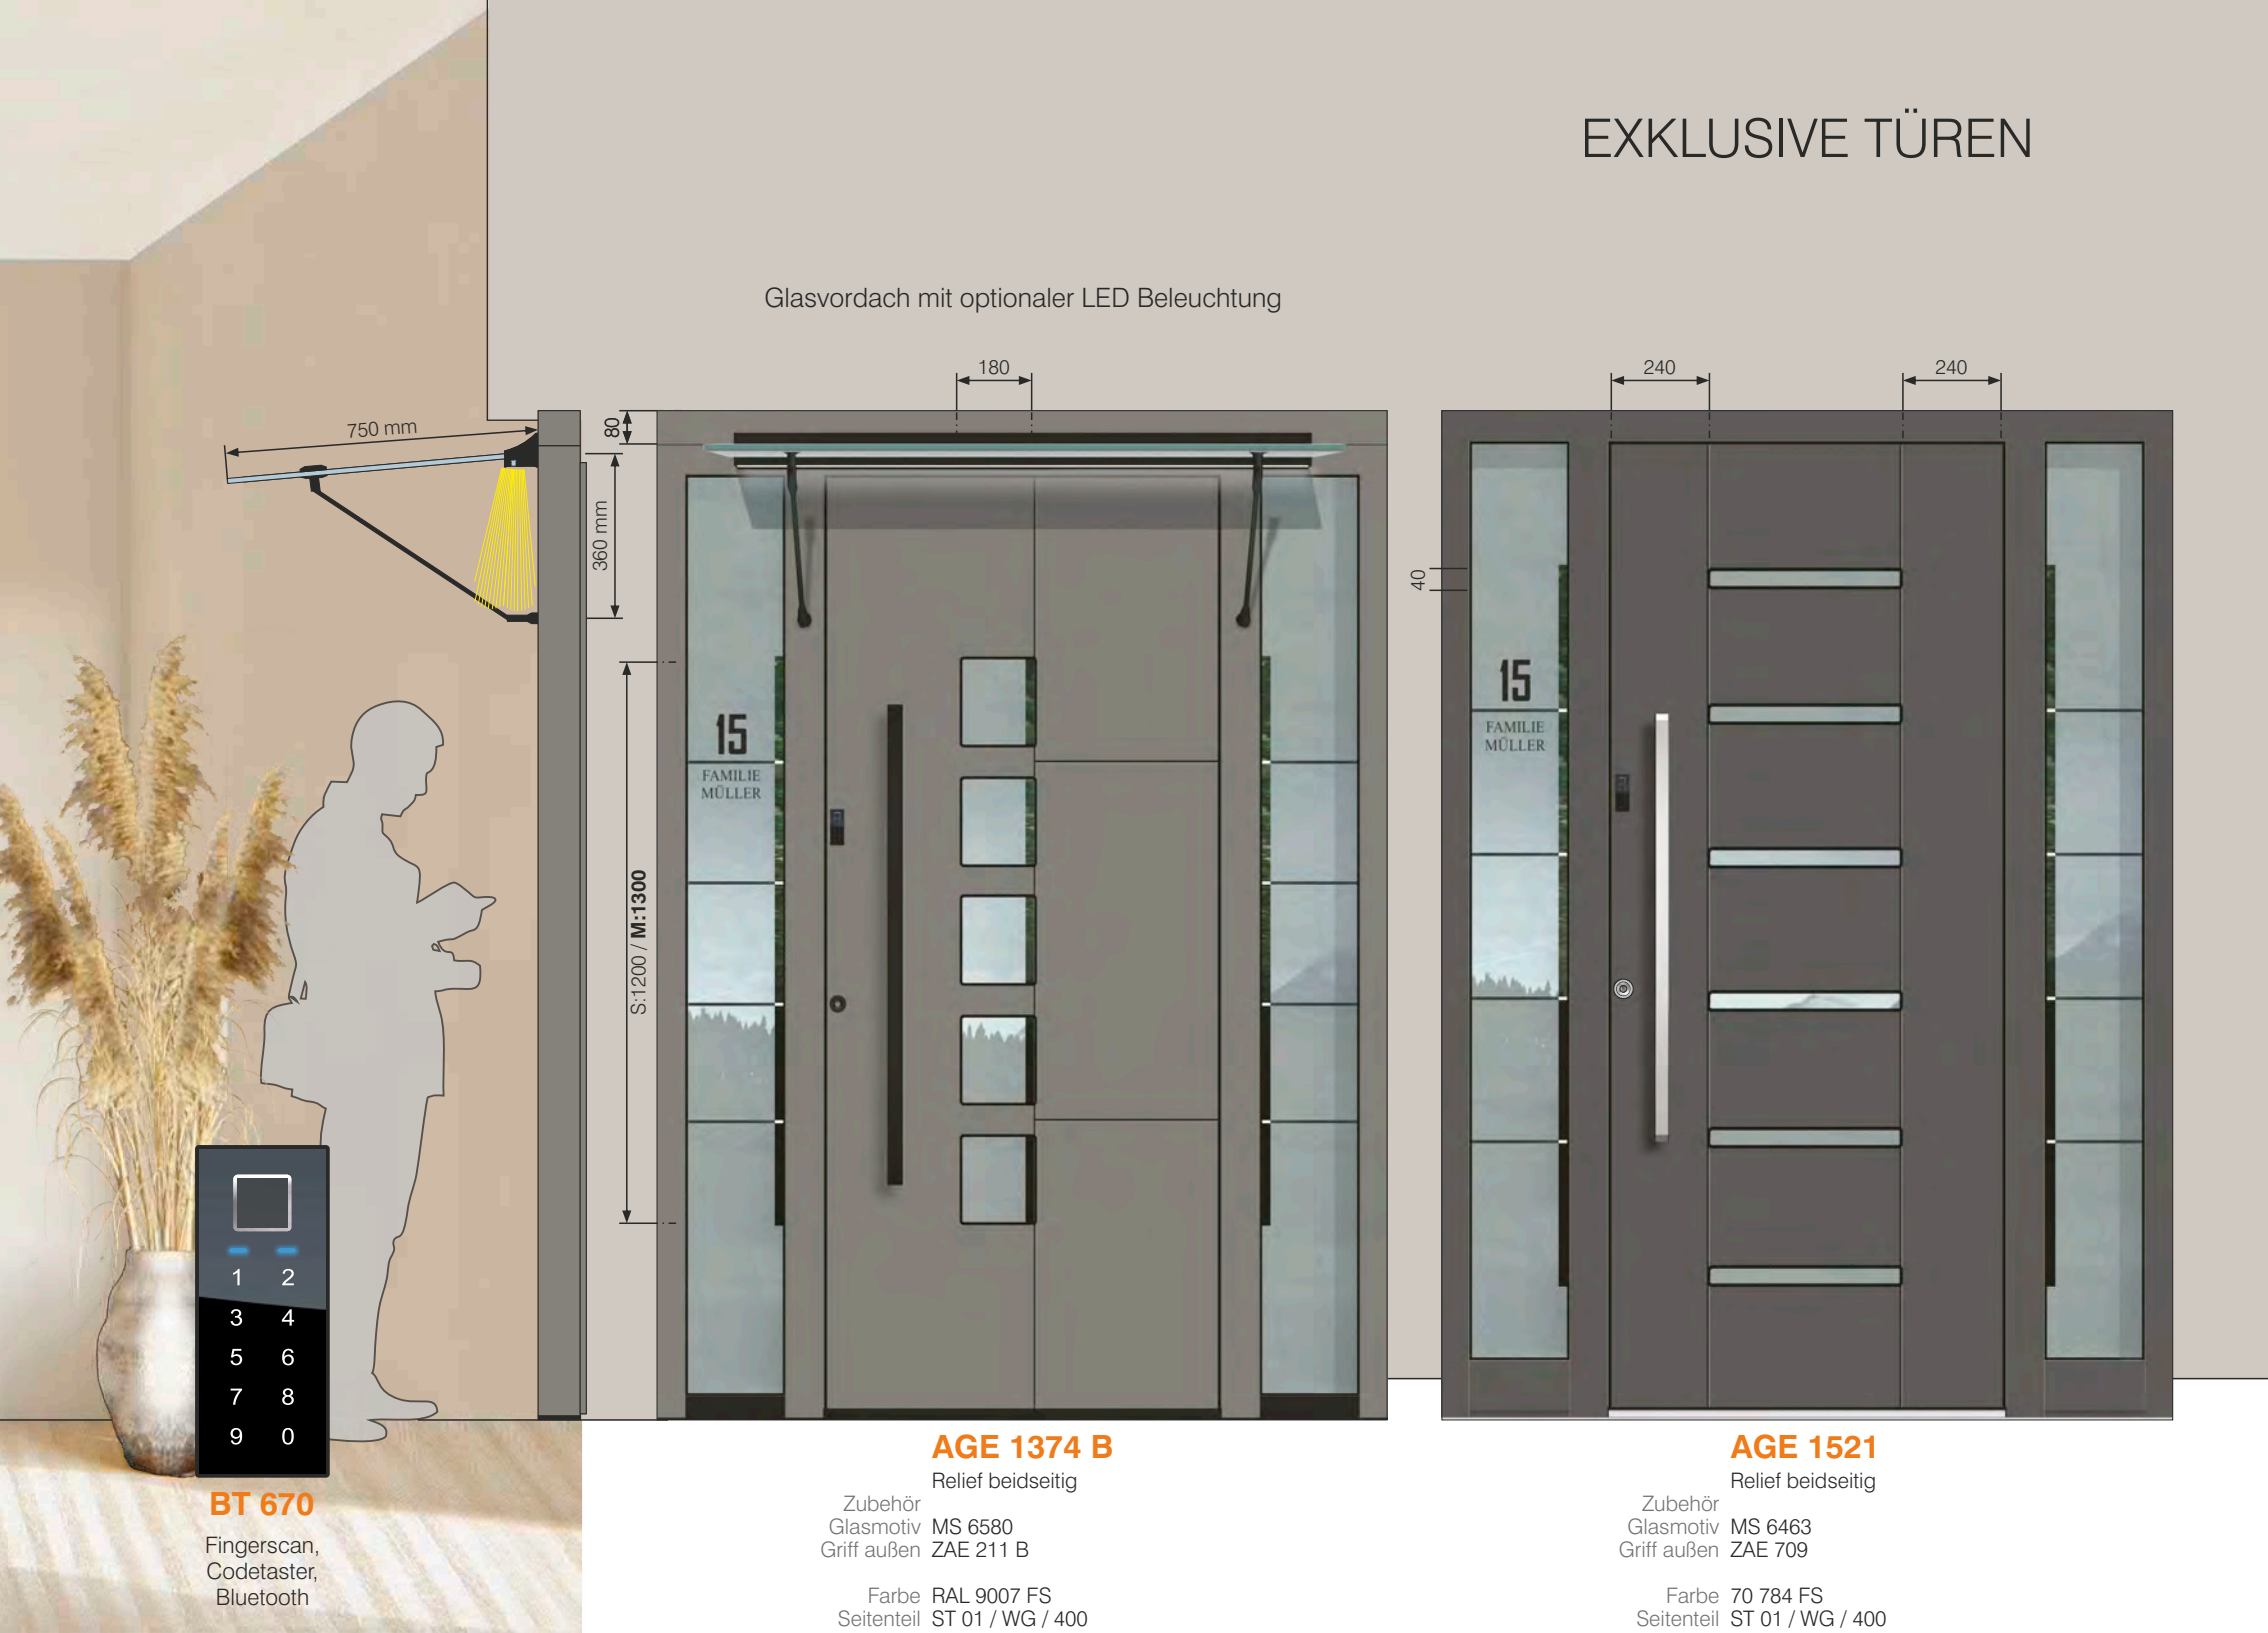 EXKLUSIVE TÜREN
Glasvordach mit optionaler LED Beleuchtung
180
240
240
750 mm
80
360 mm
40
S:1200 / M:1300
15
FAMILIE
MÜLLER
15
FAMILIE
MÜLLER
1 2
3 4
5 6
7 8
9 0
BT 670
Fingerscan,
Codetaster,
Bluetooth
AGE 1374 B
Relief beidseitig
Zubehör
Glasmotiv MS 6580
Griff außen ZAE 211 B
Farbe RAL 9007 FS
Seitenteil ST 01 / WG / 400
AGE 1521
Relief beidseitig
Zubehör
Glasmotiv MS 6463
Griff außen ZAE 709
Farbe 70 784 FS
Seitenteil ST 01 / WG / 400